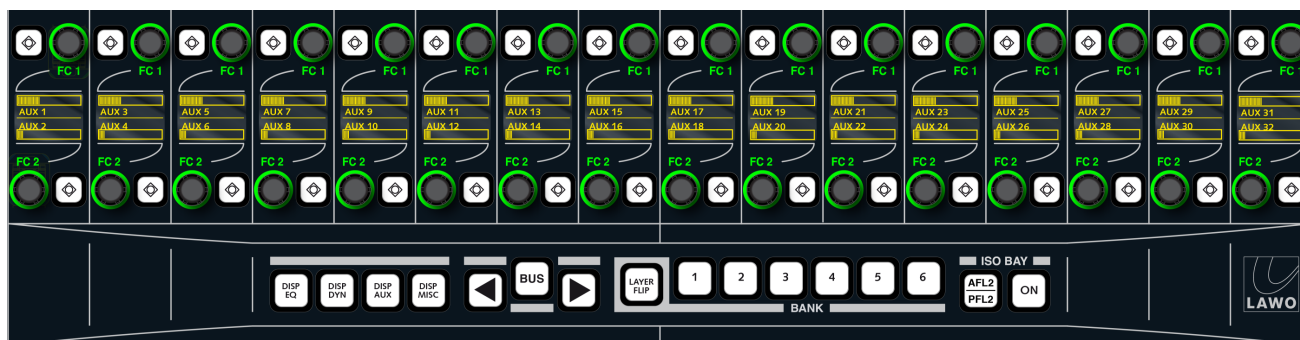 FC 1 FC 1 FC 1 FC 1 FC 1 FC 1 FC 1 FC 1 FC 1 FC 1 FC 1 FC 1 FC 1 FC 1 FC 1 FC 1
AUX 1 AUX 3 AUX 5 AUX 7 AUX 9 AUX 11 AUX 13 AUX 15 AUX 17 AUX 19 AUX 21 AUX 23 AUX 25 AUX 27 AUX 29 AUX 31
AUX 2 AUX 4 AUX 6 AUX 8 AUX 10 AUX 12 AUX 14 AUX 16 AUX 18 AUX 20 AUX 22 AUX 24 AUX 26 AUX 28 AUX 30 AUX 32
FC 2 FC 2 FC 2 FC 2 FC 2 FC 2 FC 2 FC 2 FC 2 FC 2 FC 2 FC 2 FC 2 FC 2 FC 2 FC 2
DISP
EQ
DISP
DYN
DISP
AUX
DISP
MISC
BUS
LAYER
FLIP
1 2 3 4 5 6
BANK
ISO BAY
AFL2
PFL2
ON
LAWO